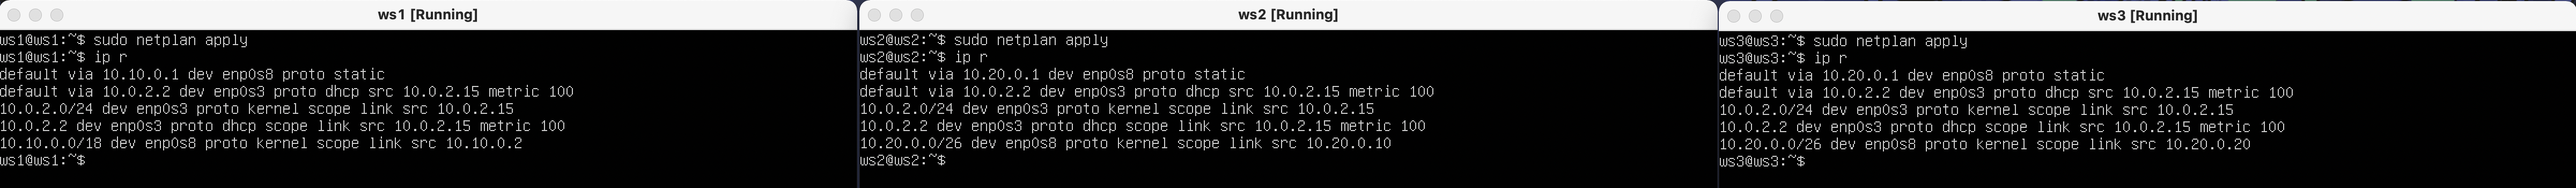 ws1 [Running]
ws1@ws1:~$ sudo netplan apply
ws1@ws1:~$ ip r
default via 10.10.0.1 dev enp0s8 proto static
default via 10.0.2.2 dev enp0s3 proto dhcp src 10.0.2.15 metric 100
10.0.2.0/24 dev enp0s3 proto kernel scope link src 10.0.2.15
10.0.2.2 dev enp0s3 proto dhcp scope link src 10.0.2.15 metric 100
10.10.0.0/18 dev enp0s8 proto kernel scope link src 10.10.0.2
ws1@ws1:~$
ws2 [Running]
ws2@ws2:~$ sudo netplan apply
ws2@ws2:~$ ip r
default via 10.20.0.1 dev enp0s8 proto static
default via 10.0.2.2 dev enp0s3 proto dhcp src 10.0.2.15 metric 100
10.0.2.0/24 dev enp0s3 proto kernel scope link src 10.0.2.15
10.0.2.2 dev enp0s3 proto dhcp scope link src 10.0.2.15 metric 100
10.20.0.0/26 dev enp0s8 proto kernel scope link src 10.20.0.10
ws2@ws2:~$
ws3 [Running]
ws3@ws3:~$ sudo netplan apply
ws3@ws3:~$ ip r
default via 10.20.0.1 dev enp0s8 proto static
default via 10.0.2.2 dev enp0s3 proto dhcp src 10.0.2.15 metric 100
10.0.2.0/24 dev enp0s3 proto kernel scope link src 10.0.2.15
10.0.2.2 dev enp0s3 proto dhcp scope link src 10.0.2.15 metric 100
10.20.0.0/26 dev enp0s8 proto kernel scope link src 10.20.0.20
ws3@ws3:~$